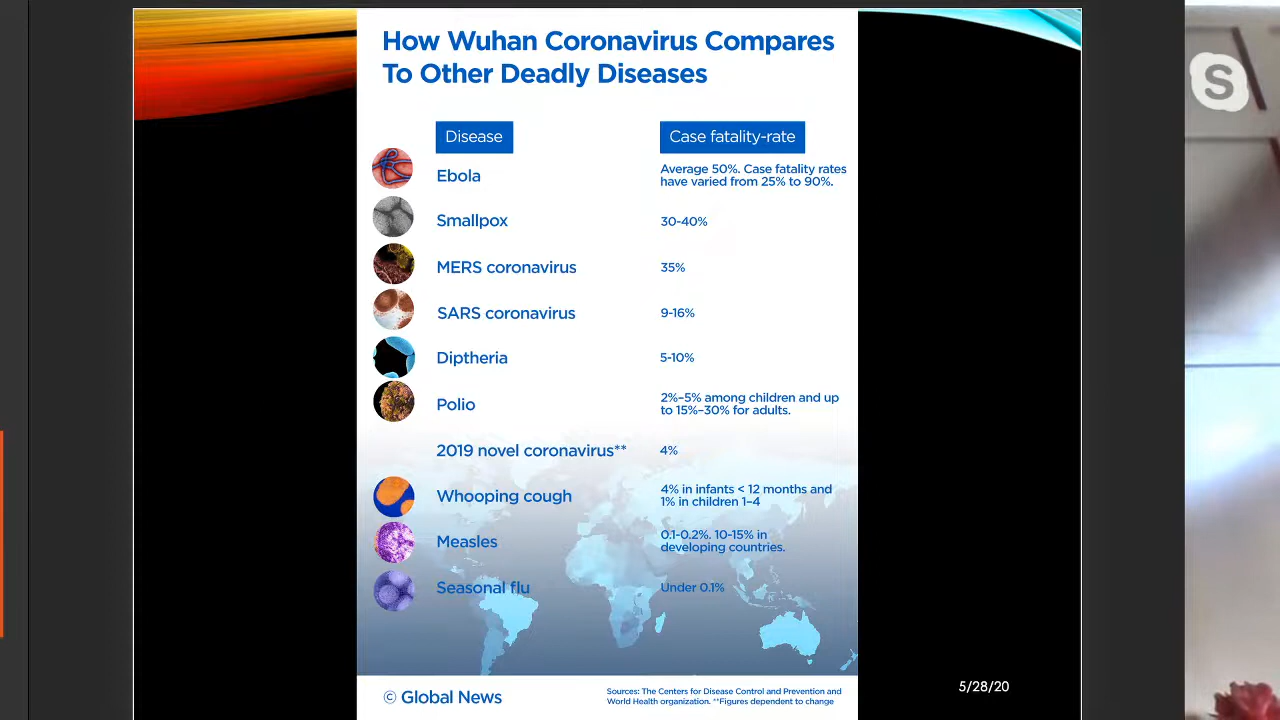 How Wuhan Coronavirus Compares
To Other Deadly Diseases
Disease
Case fatality-rate
Ebola
Average 50%. Case fatality rates
have varied from 25% to 90%.
Smallpox
30-40%
MERS coronavirus
35%
SARS coronavirus
9-16%
Diptheria
5-10%
Polio
2%–5% among children and up
to 15%–30% for adults.
2019 novel coronavirus**
4%
Whooping cough
4% in infants < 12 months and
1% in children 1–4
Measles
0.1-0.2%. 10-15% in
developing countries.
Seasonal flu
Under 0.1%
© Global News
Sources: The Centers for Disease Control and Prevention and
World Health organization. **Figures dependent to change
5/28/20
S